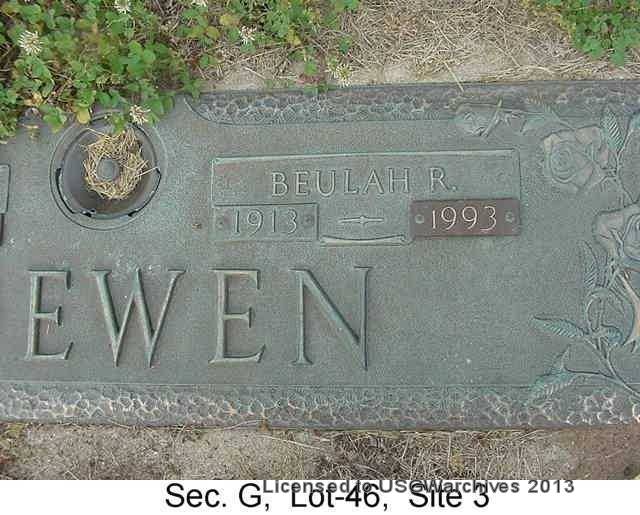 BEULAH R.
1913 1993
EWEN
Licensed to USGWarchives 2013
Sec. G, Lot-46, Site 3